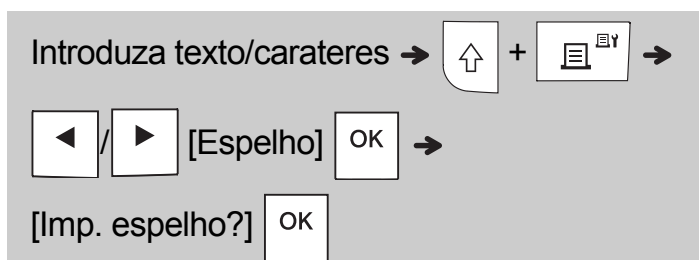 Introduza texto/carateres → ⇧ + →
◄ / ► [Espelho] OK →
[Imp. espelho?] OK